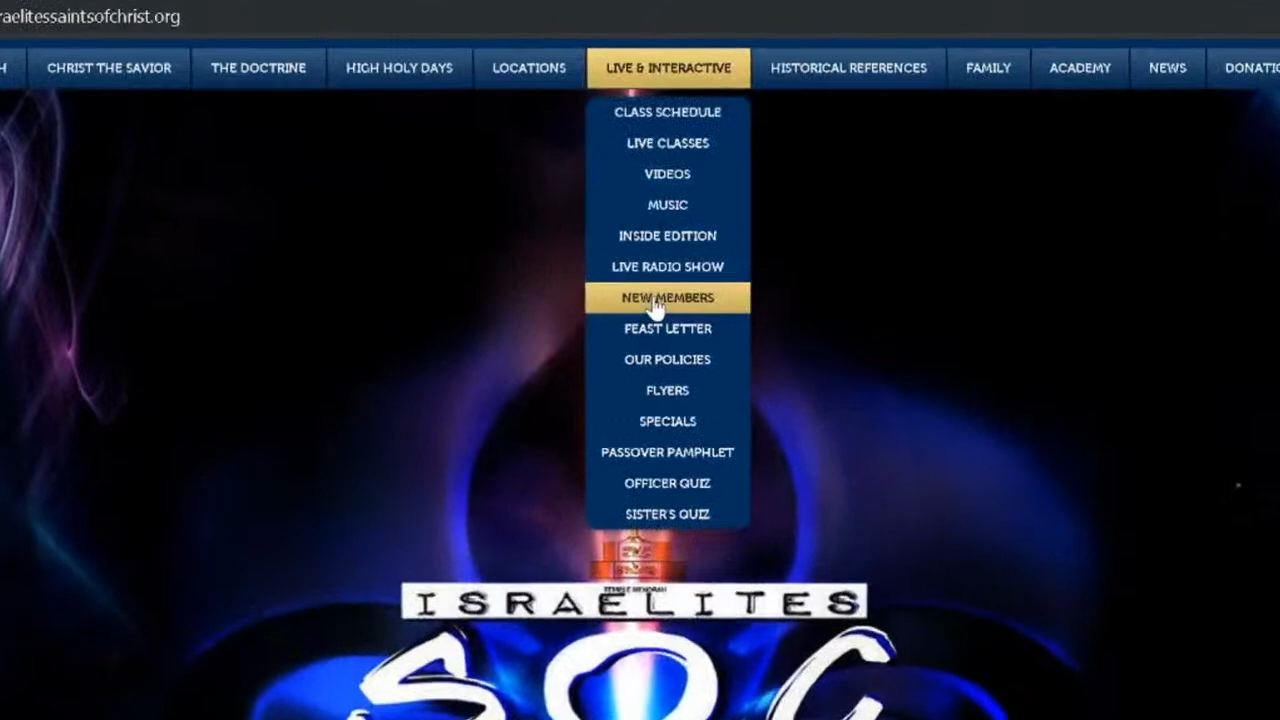 raelitessaintsofchrist.org
H CHRIST THE SAVIOR THE DOCTRINE HIGH HOLY DAYS LOCATIONS LIVE & INTERACTIVE HISTORICAL REFERENCES FAMILY ACADEMY NEWS DONATIO
CLASS SCHEDULE
LIVE CLASSES
VIDEOS
MUSIC
INSIDE EDITION
LIVE RADIO SHOW
NEW MEMBERS
FEAST LETTER
OUR POLICIES
FLYERS
SPECIALS
PASSOVER PAMPHLET
OFFICER QUIZ
SISTER'S QUIZ
ISRAELITES
SOC